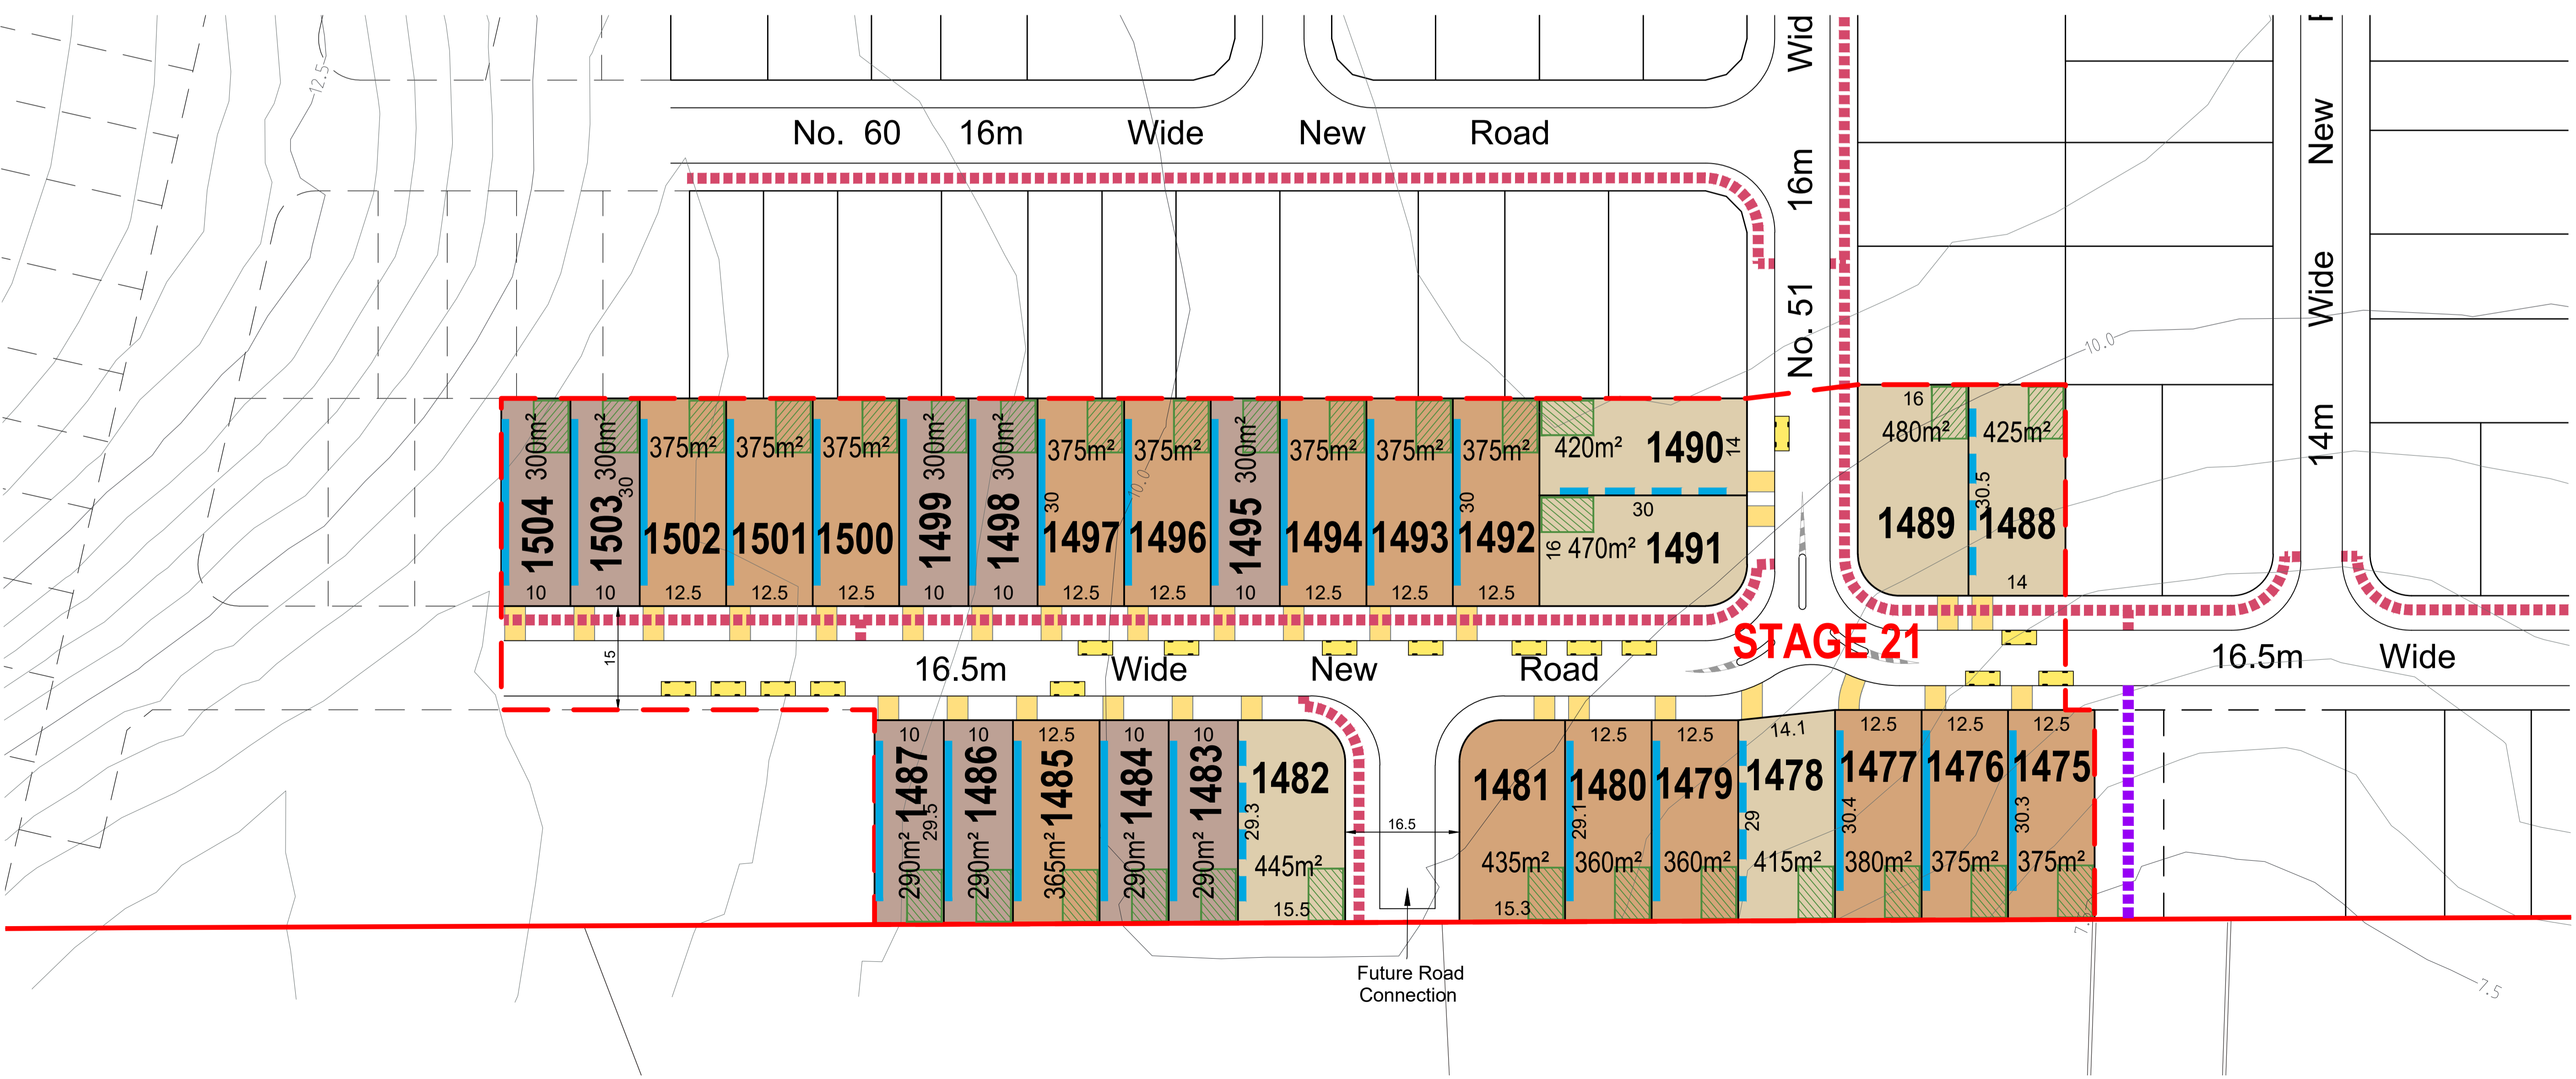 12.5
Wid
F
No. 60 16m Wide New Road
16m
No. 51
New
Wide
14m
10.0
1504 300m²
10
1503 300m²
30
10
375m²
1502
12.5
375m²
1501
12.5
375m²
1500
12.5
1499 300m²
10
1498 300m²
10
375m²
30
1497
12.5
375m²
10.0
1496
12.5
1495 300m²
10
375m²
1494
12.5
375m²
1493
12.5
375m²
30
1492
12.5
420m² 1490
14
30
16
470m² 1491
16
480m²
1489
425m²
30.5
1488
14
STAGE 21
15
16.5m Wide New Road
16.5m Wide
10
290m² 1487
29.5
10
290m² 1486
12.5
365m² 1485
10
290m² 1484
10
290m² 1483
1482
29.3
445m²
15.5
16.5
1481
435m²
15.3
12.5
1480
29.1
360m²
12.5
1479
360m²
14.1
1478
29
415m²
12.5
1477
30.4
380m²
12.5
1476
375m²
12.5
1475
30.3
375m²
Future Road
Connection
7.5